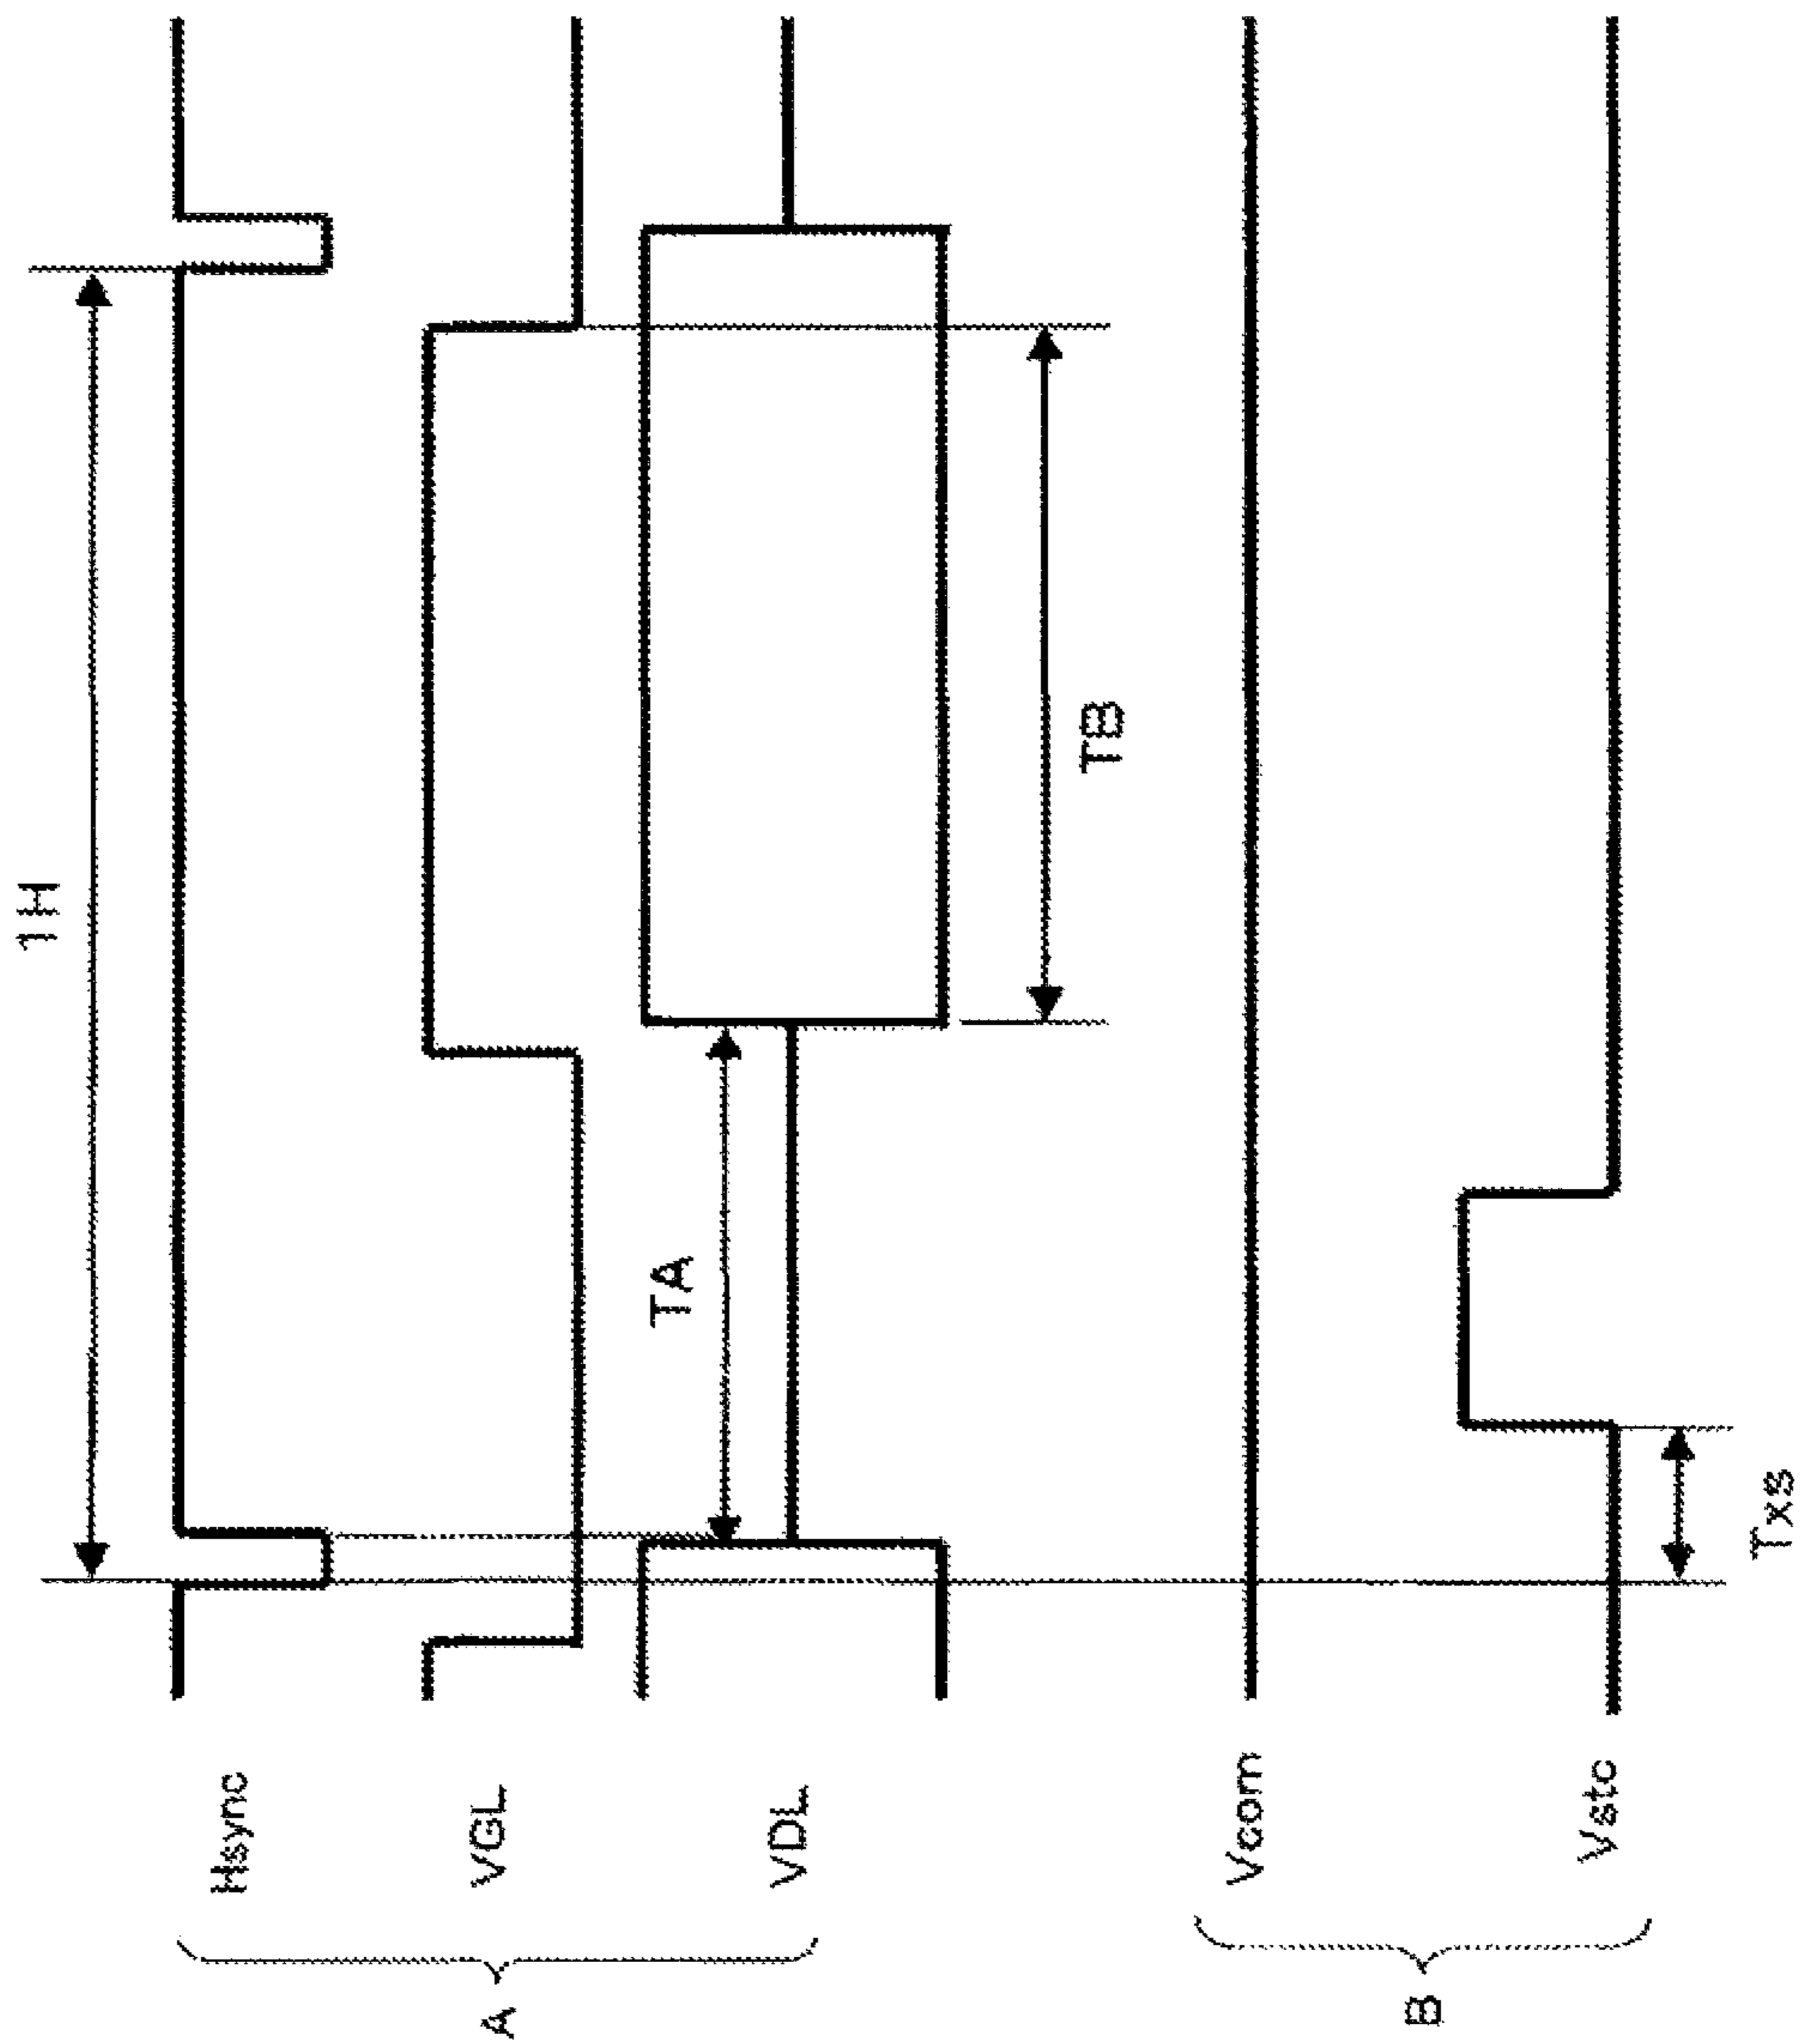 1H
Hsync
VGL
TA
VDL
TB
Vcom
Vstc
Txs
A
B